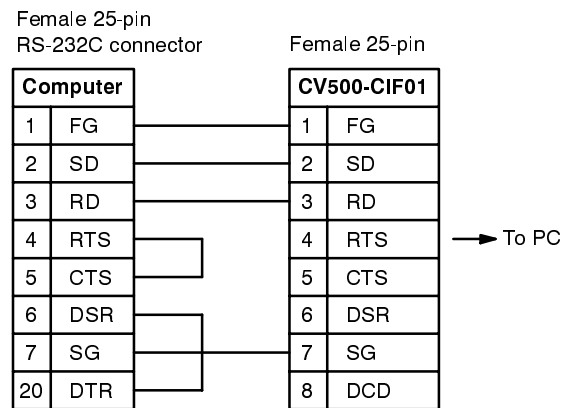 Female 25-pin
RS-232C connector
Female 25-pin
Computer
CV500-CIF01
1 FG 1 FG
2 SD 2 SD
3 RD 3 RD
4 RTS 4 RTS
To PC
5 CTS 5 CTS
6 DSR 6 DSR
7 SG 7 SG
20 DTR 8 DCD